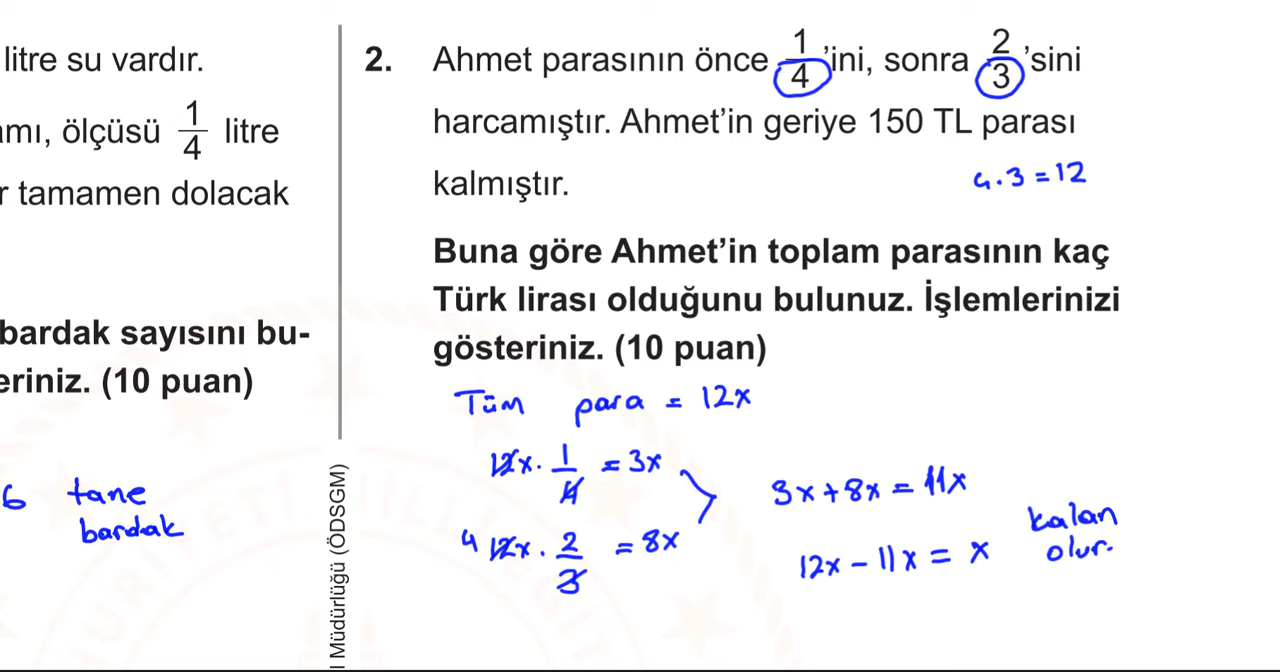 litre su vardır.
amı, ölçüsü 1/4 litre
r tamamen dolacak
bardak sayısını bu-
eriniz. (10 puan)
6 tane
bardak
l Müdürlüğü (ÖDSGM)
2. Ahmet parasının önce 1/4'ini, sonra 2/3'sini
harcamıştır. Ahmet'in geriye 150 TL parası
kalmıştır.
4.3=12
Buna göre Ahmet'in toplam parasının kaç
Türk lirası olduğunu bulunuz. İşlemlerinizi
gösteriniz. (10 puan)
Tüm para = 12x
12x. 1/4 = 3x
4 12x. 2/3 = 8x
3x+8x=11x
12x-11x= x
kalan
olur.